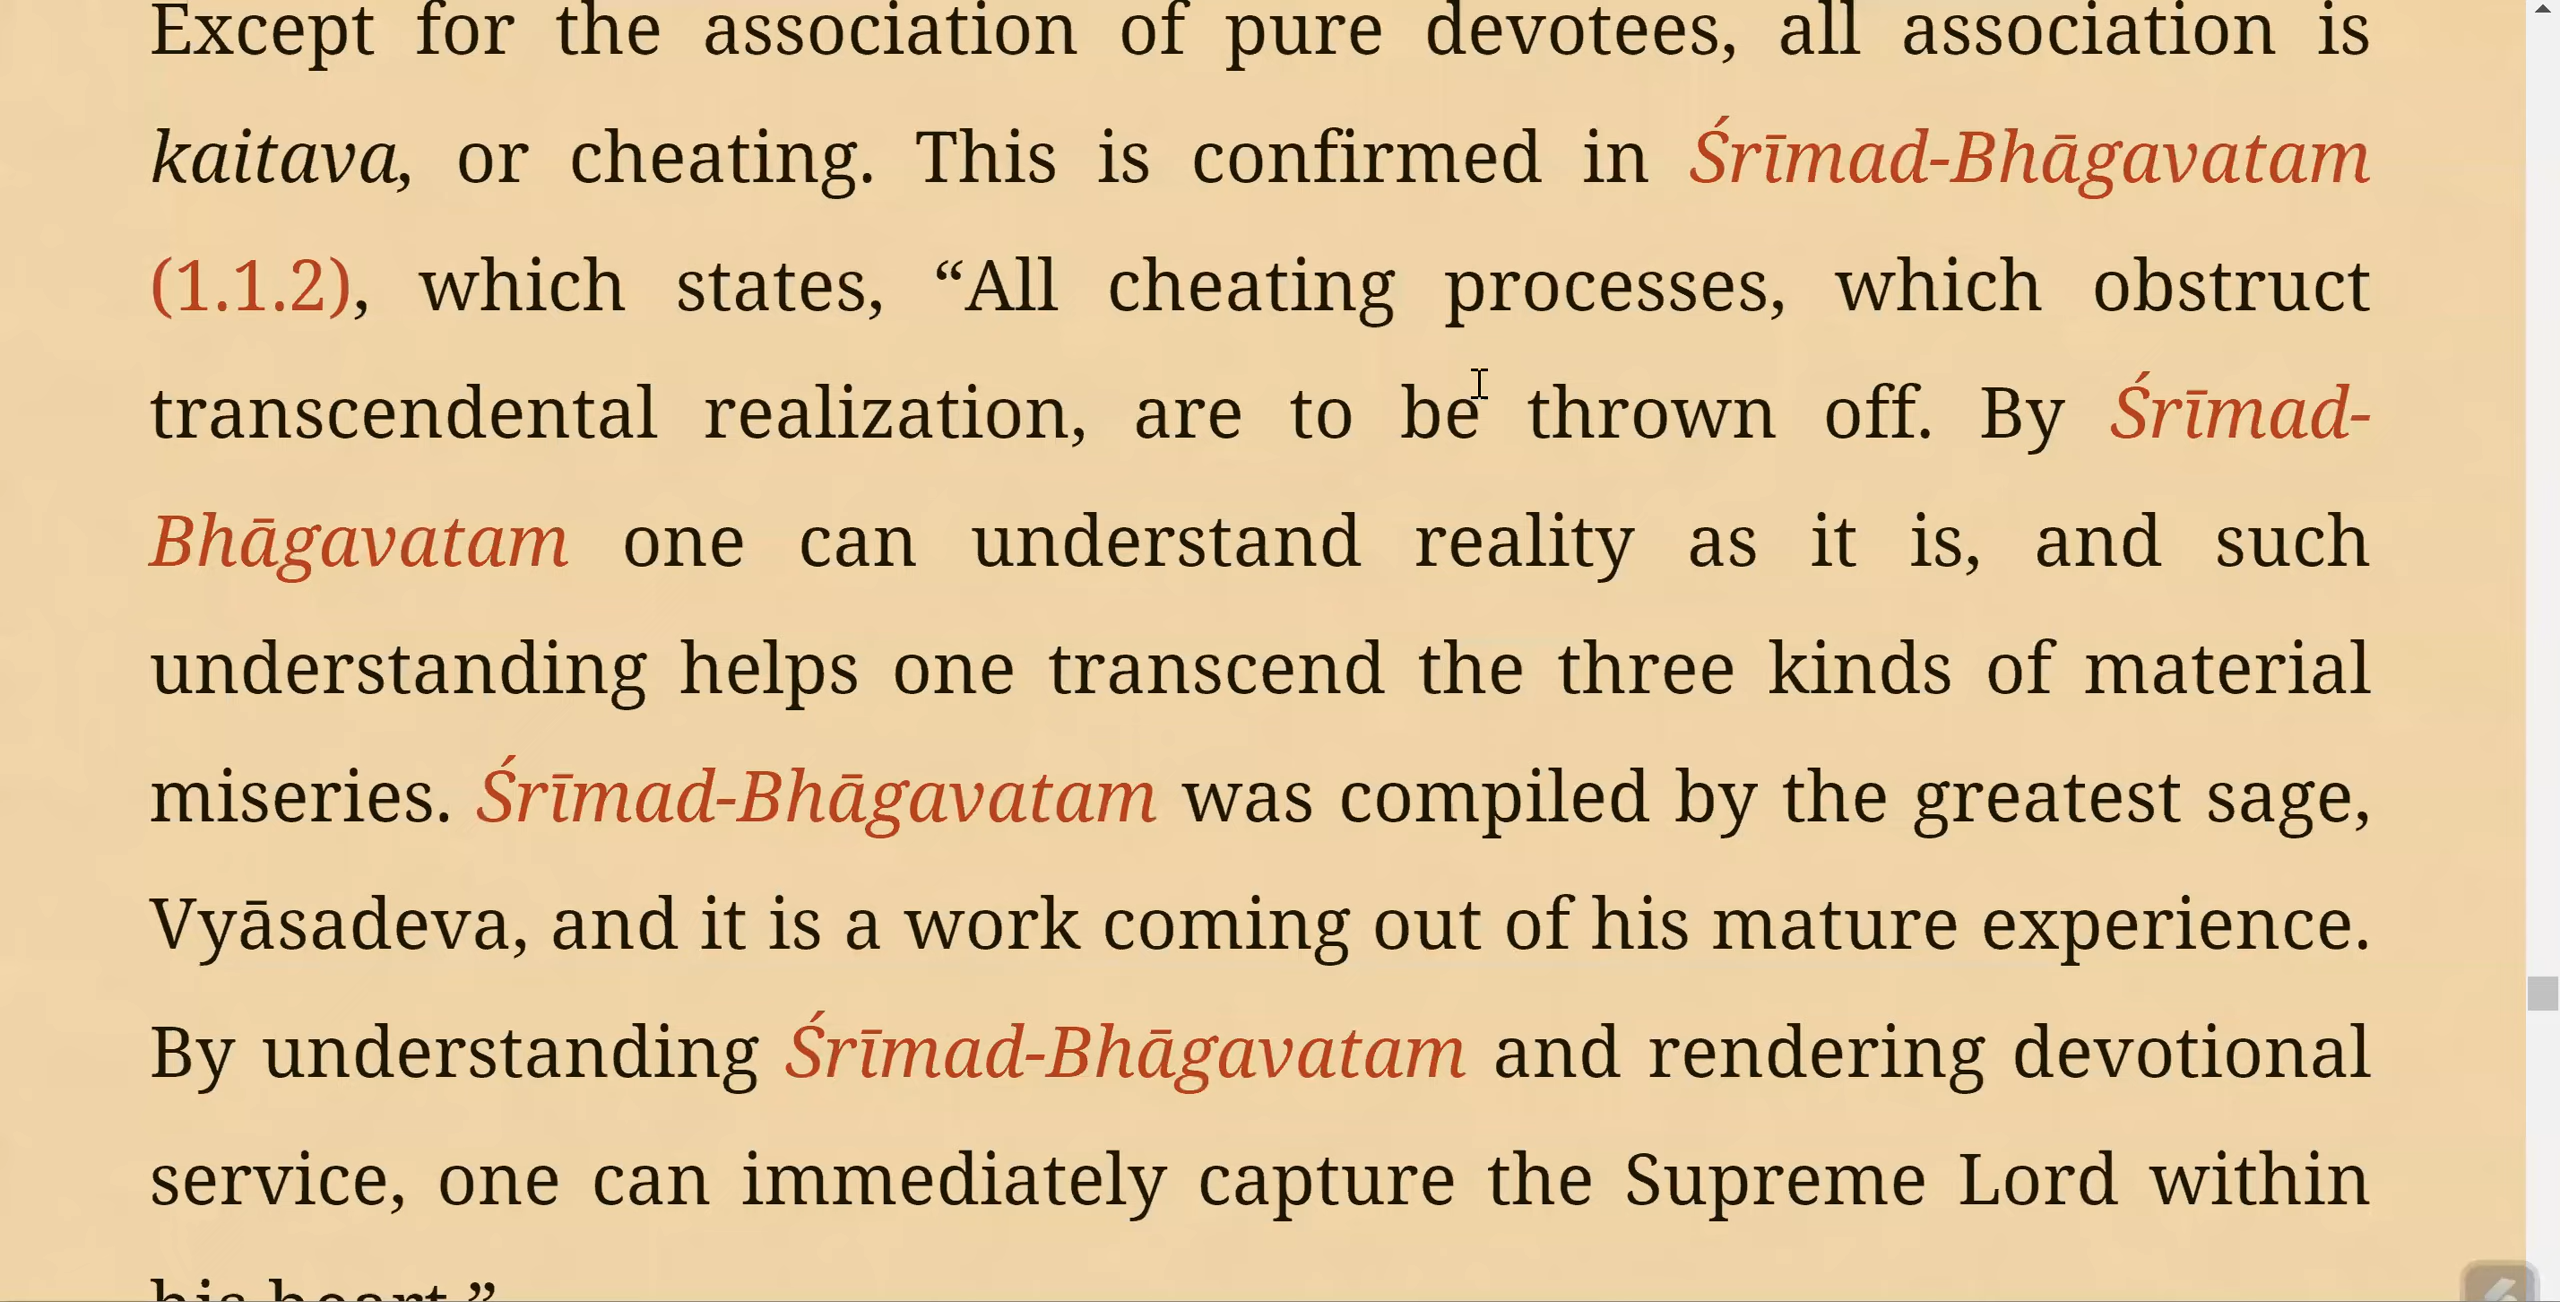 Except for the association of pure devotees, all association is
kaitava, or cheating. This is confirmed in Śrīmad-Bhāgavatam
(1.1.2), which states, “All cheating processes, which obstruct
transcendental realization, are to be thrown off. By Śrīmad-
Bhāgavatam one can understand reality as it is, and such
understanding helps one transcend the three kinds of material
miseries. Śrīmad-Bhāgavatam was compiled by the greatest sage,
Vyāsadeva, and it is a work coming out of his mature experience.
By understanding Śrīmad-Bhāgavatam and rendering devotional
service, one can immediately capture the Supreme Lord within
his heart.”